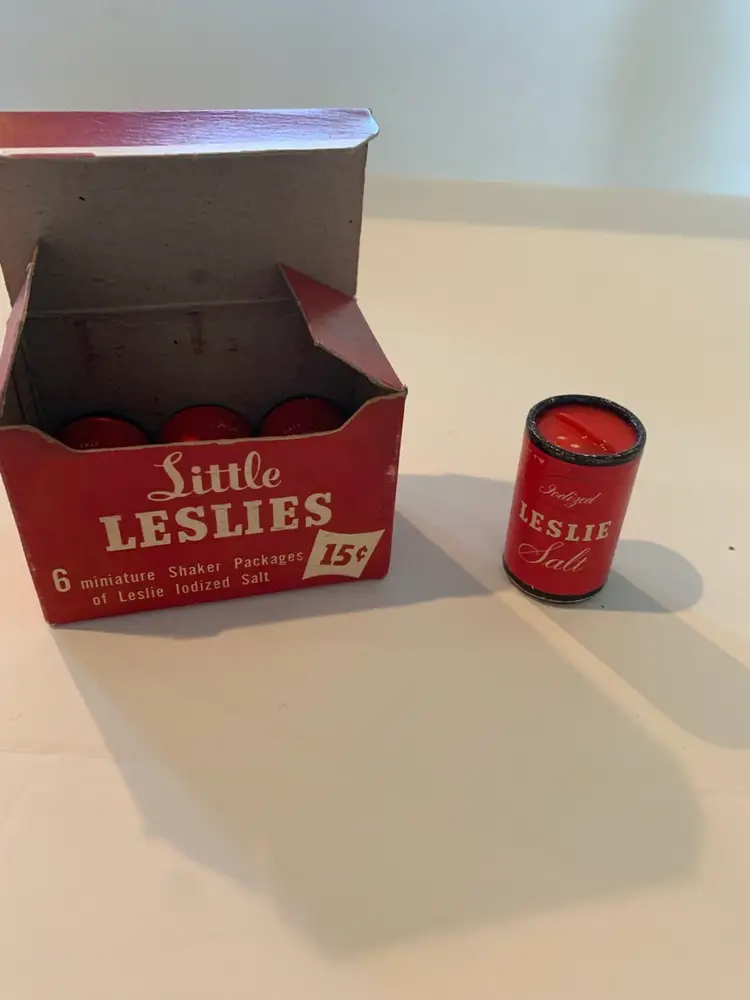 Little
LESLIES
15¢
6 miniature Shaker Packages
of Leslie Iodized Salt
Iodized
LESLIE
Salt